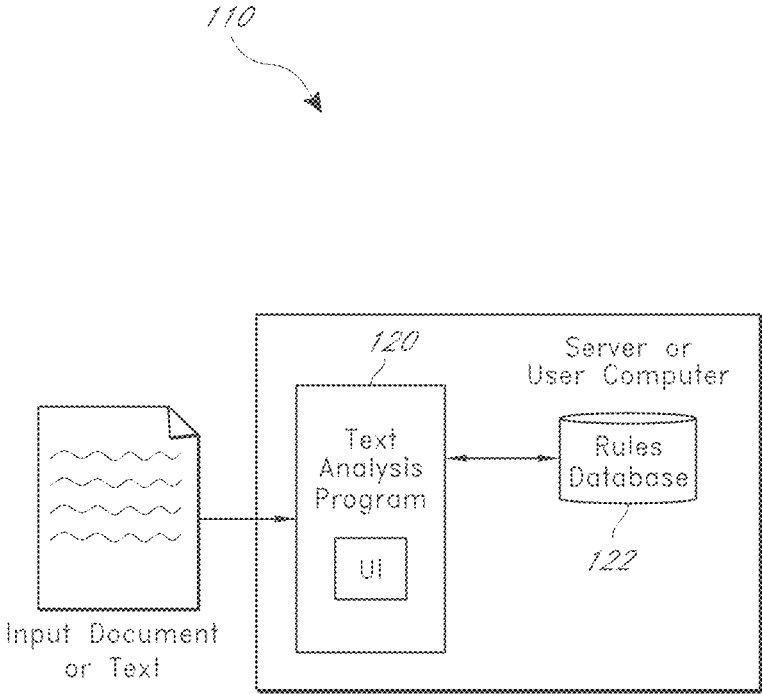 110
120
Server or
User Computer
Text
Analysis
Program
Rules
Database
UI
122
Input Document
or Text